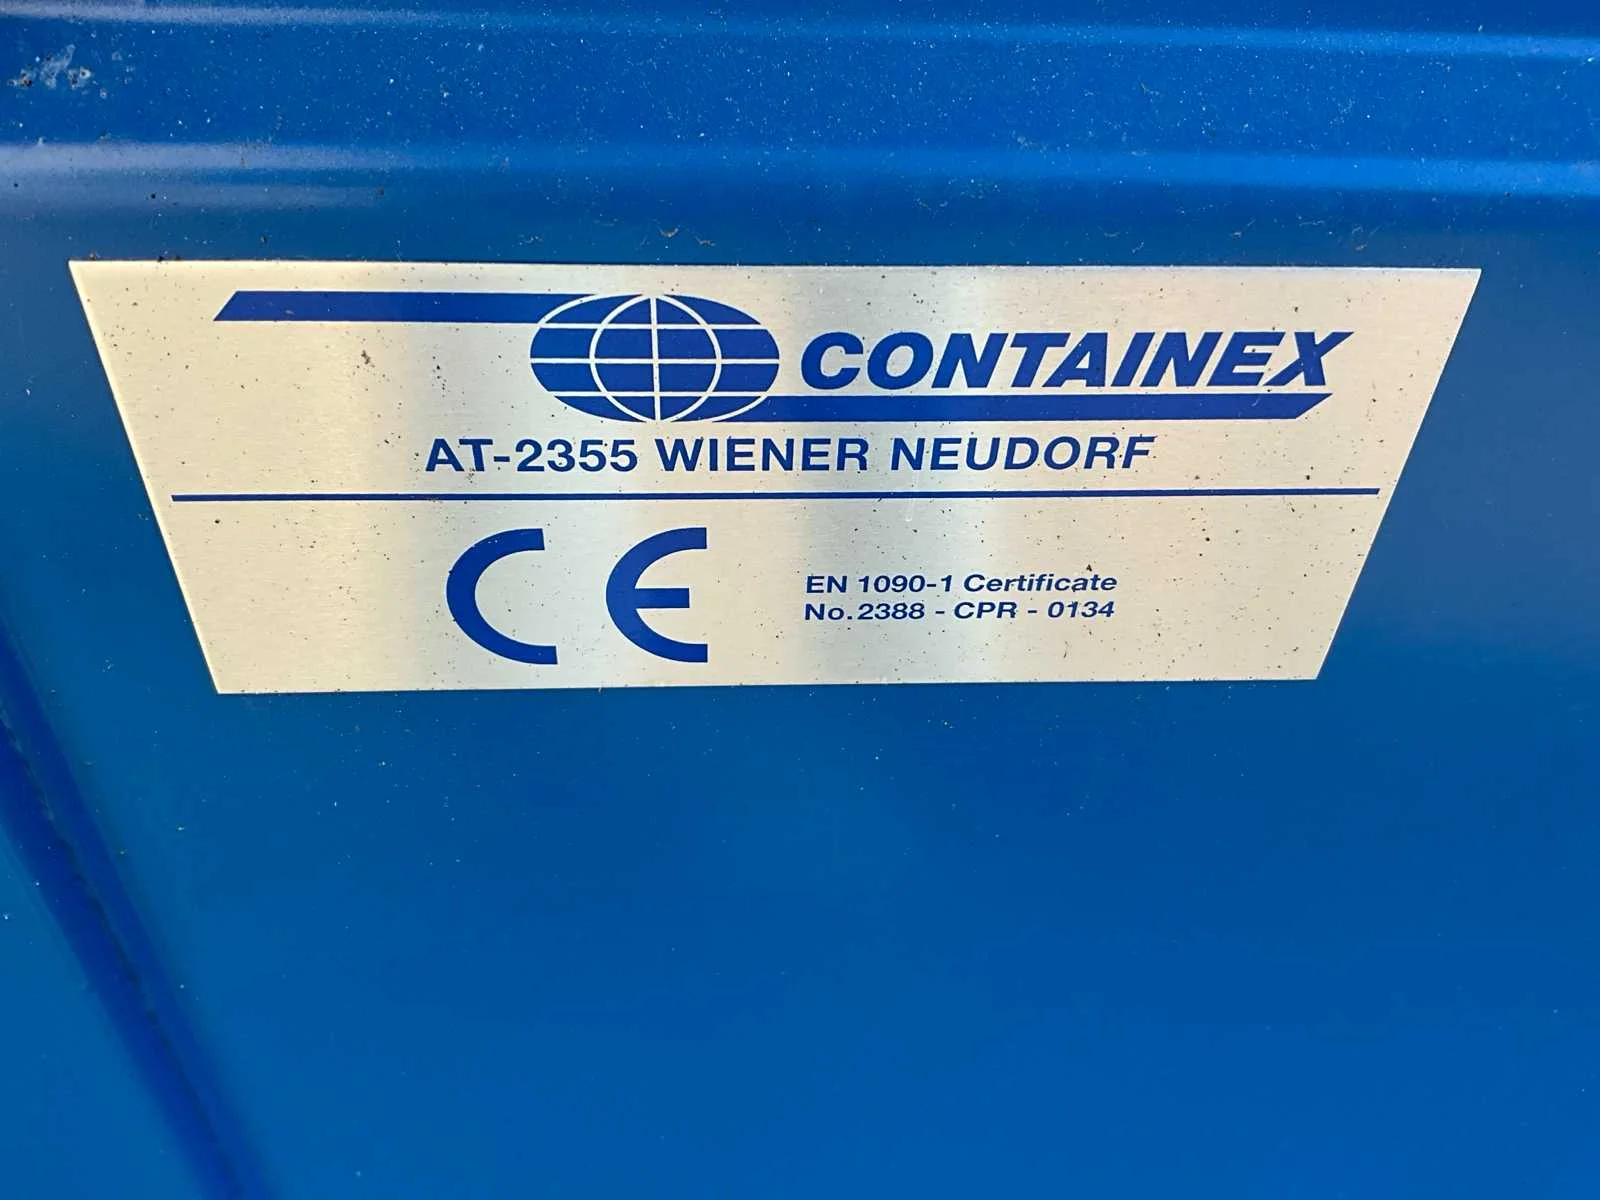 CONTAINEX
AT-2355 WIENER NEUDORF
CE
EN 1090-1 Certificate
No.2388 - CPR - 0134